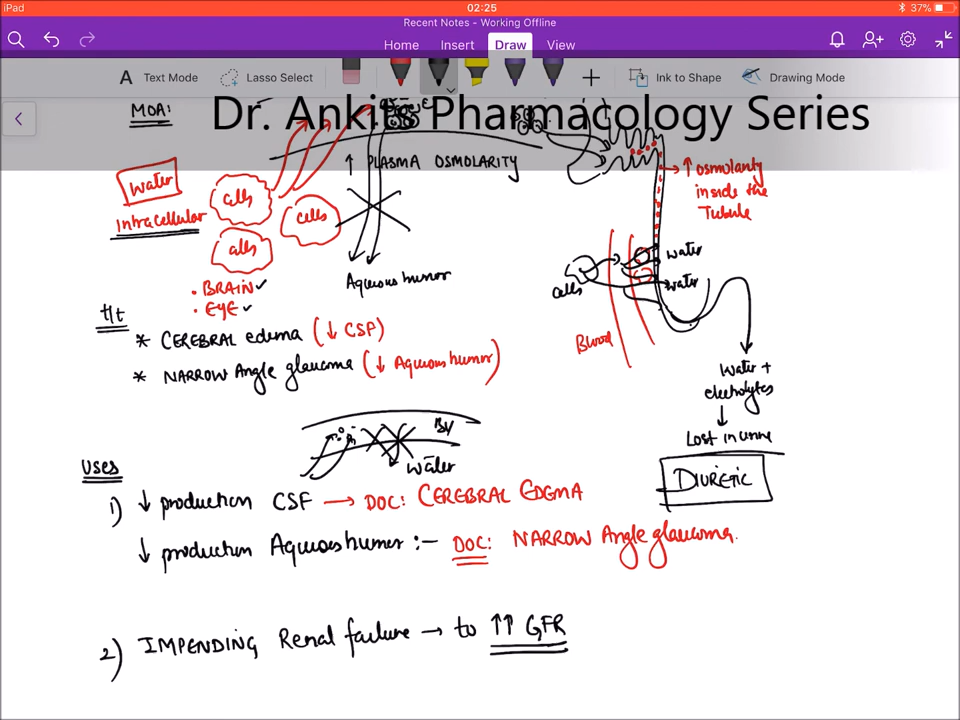 iPad
02:25
37%
Recent Notes - Working Offline
Home Insert Draw View
A Text Mode
Lasso Select
Ink to Shape
Drawing Mode
Dr. Ankits Pharmacology Series
MOA:
↑ PLASMA OSMOLARITY
Water
Intracellular
cells
cells
cells
• BRAIN ✓
• EYE ✓
Aqueous humor
→ ↑ osmolarity
inside the
Tubule
water
water
cells
Blood
Water +
electrolytes
Lost in urine
DIURETIC
t/t
* CEREBRAL edema (↓ CSF)
* NARROW Angle glaucoma (↓ Aqueous humor)
BV
water
Uses
1) ↓ production CSF → DOC: CEREBRAL EDEMA
↓ production Aqueous humor :- DOC: NARROW Angle glaucoma.
2) IMPENDING Renal failure → to ↑↑ GFR